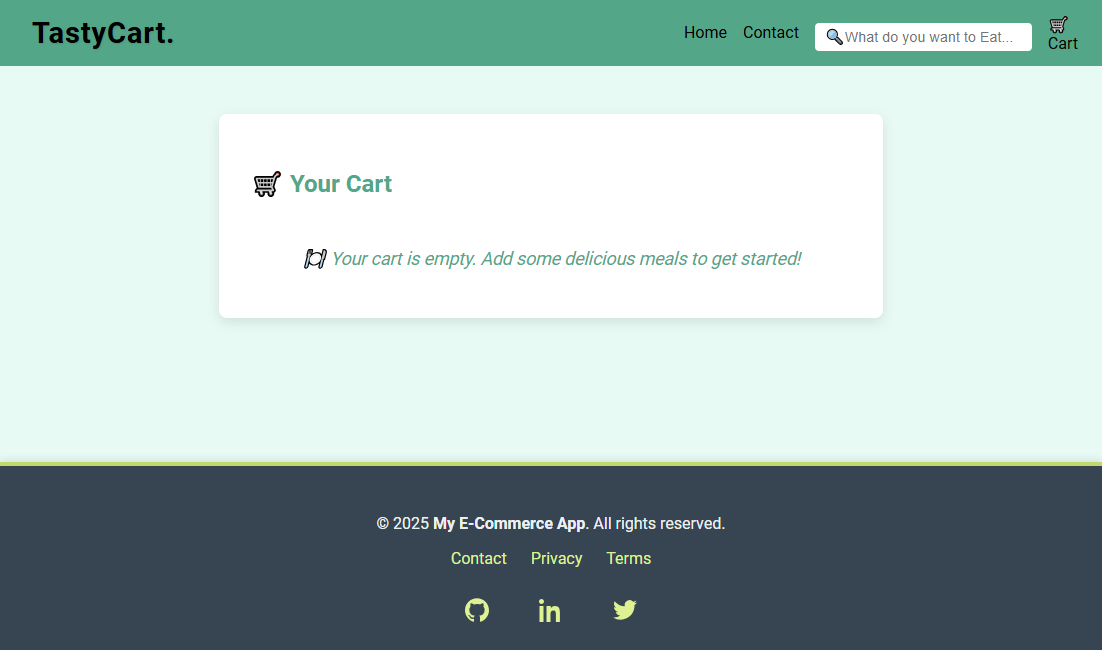 TastyCart.
Home
Contact
What do you want to Eat...
Cart
Your Cart
Your cart is empty. Add some delicious meals to get started!
© 2025 My E-Commerce App. All rights reserved.
Contact Privacy Terms
in